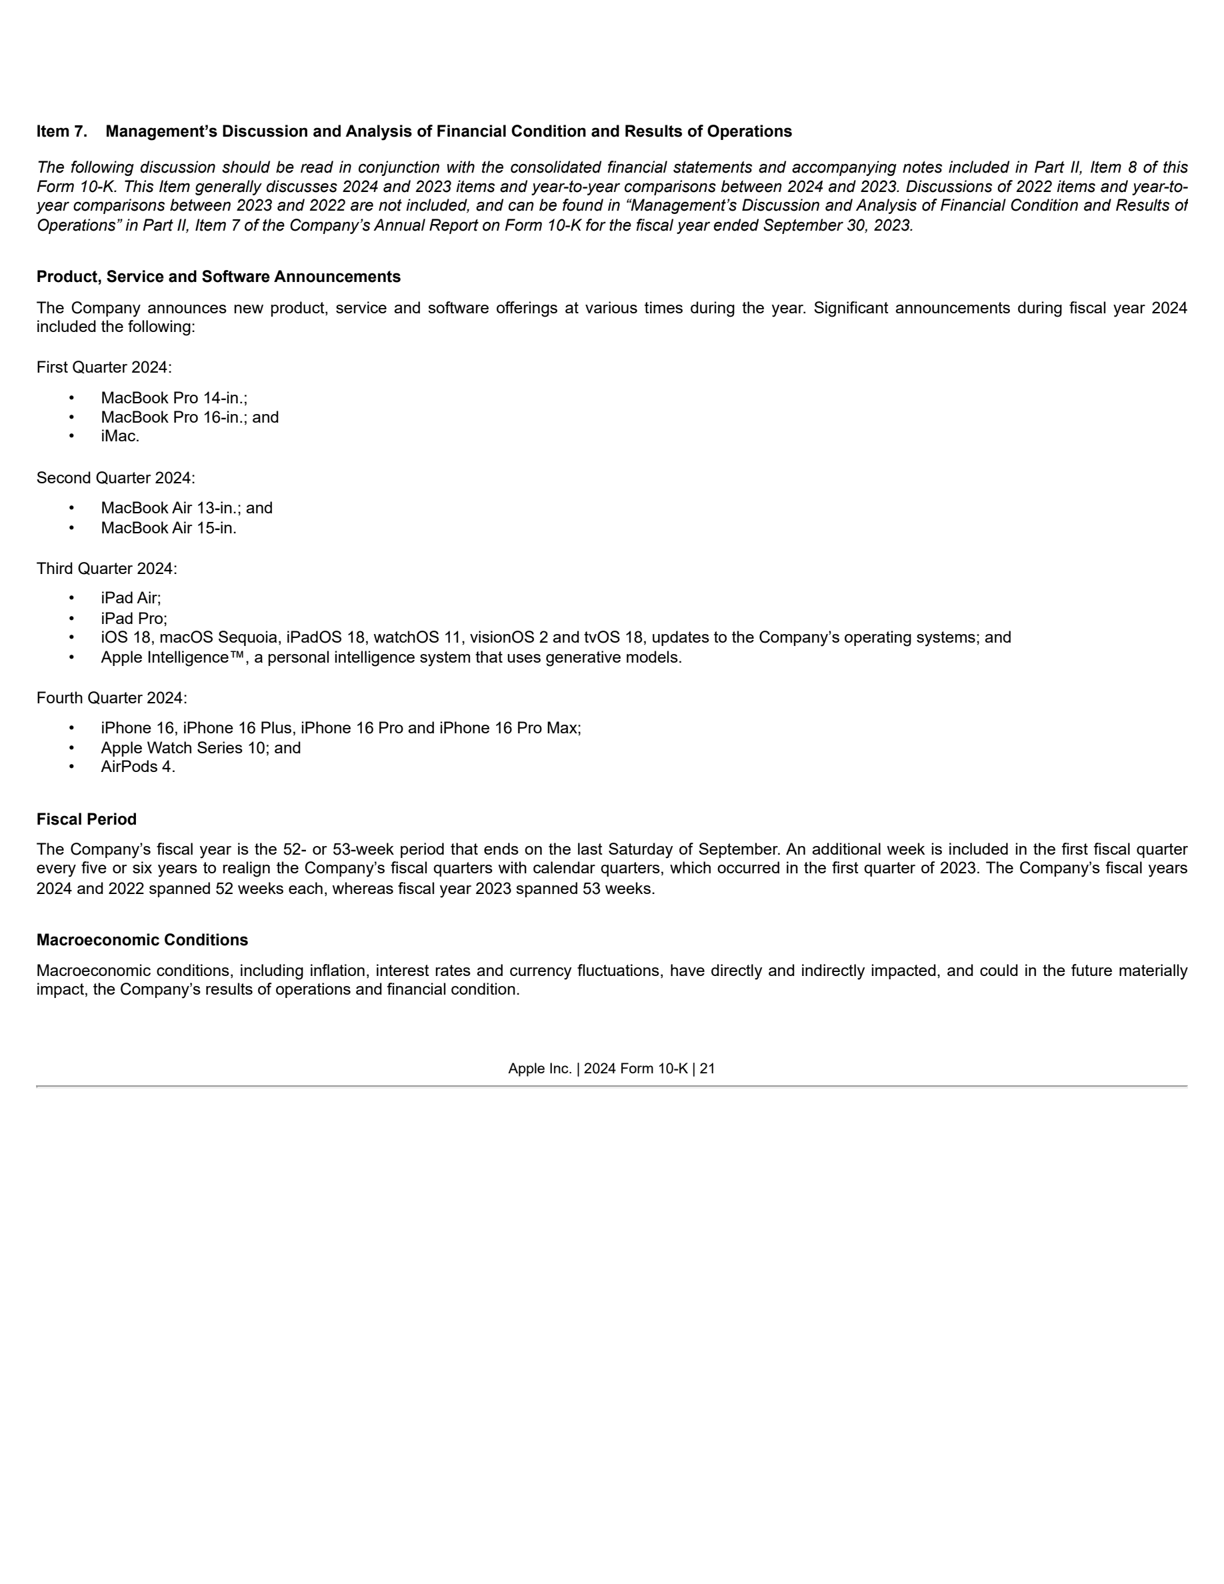 Item 7. Management’s Discussion and Analysis of Financial Condition and Results of Operations
The following discussion should be read in conjunction with the consolidated financial statements and accompanying notes included in Part II, Item 8 of this
Form 10-K. This Item generally discusses 2024 and 2023 items and year-to-year comparisons between 2024 and 2023. Discussions of 2022 items and year-to-
year comparisons between 2023 and 2022 are not included, and can be found in “Management’s Discussion and Analysis of Financial Condition and Results of
Operations” in Part II, Item 7 of the Company’s Annual Report on Form 10-K for the fiscal year ended September 30, 2023.
Product, Service and Software Announcements
The Company announces new product, service and software offerings at various times during the year. Significant announcements during fiscal year 2024
included the following:
First Quarter 2024:
• MacBook Pro 14-in.;
• MacBook Pro 16-in.; and
• iMac.
Second Quarter 2024:
• MacBook Air 13-in.; and
• MacBook Air 15-in.
Third Quarter 2024:
• iPad Air;
• iPad Pro;
• iOS 18, macOS Sequoia, iPadOS 18, watchOS 11, visionOS 2 and tvOS 18, updates to the Company’s operating systems; and
• Apple Intelligence™, a personal intelligence system that uses generative models.
Fourth Quarter 2024:
• iPhone 16, iPhone 16 Plus, iPhone 16 Pro and iPhone 16 Pro Max;
• Apple Watch Series 10; and
• AirPods 4.
Fiscal Period
The Company’s fiscal year is the 52- or 53-week period that ends on the last Saturday of September. An additional week is included in the first fiscal quarter
every five or six years to realign the Company’s fiscal quarters with calendar quarters, which occurred in the first quarter of 2023. The Company’s fiscal years
2024 and 2022 spanned 52 weeks each, whereas fiscal year 2023 spanned 53 weeks.
Macroeconomic Conditions
Macroeconomic conditions, including inflation, interest rates and currency fluctuations, have directly and indirectly impacted, and could in the future materially
impact, the Company’s results of operations and financial condition.
Apple Inc. | 2024 Form 10-K | 21